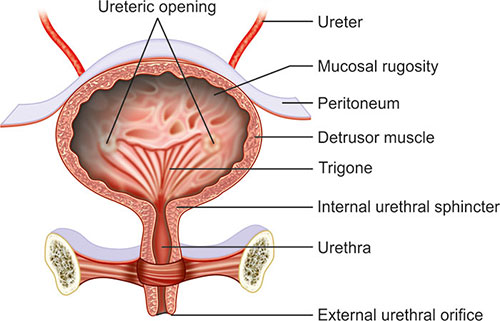 Ureteric opening
Ureter
Mucosal rugosity
Peritoneum
Detrusor muscle
Trigone
Internal urethral sphincter
Urethra
External urethral orifice